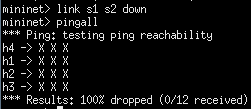 mininet> link s1 s2 down
mininet> pingall
*** Ping: testing ping reachability
h4 -> X X X
h1 -> X X X
h2 -> X X X
h3 -> X X X
*** Results: 100% dropped (0/12 received)